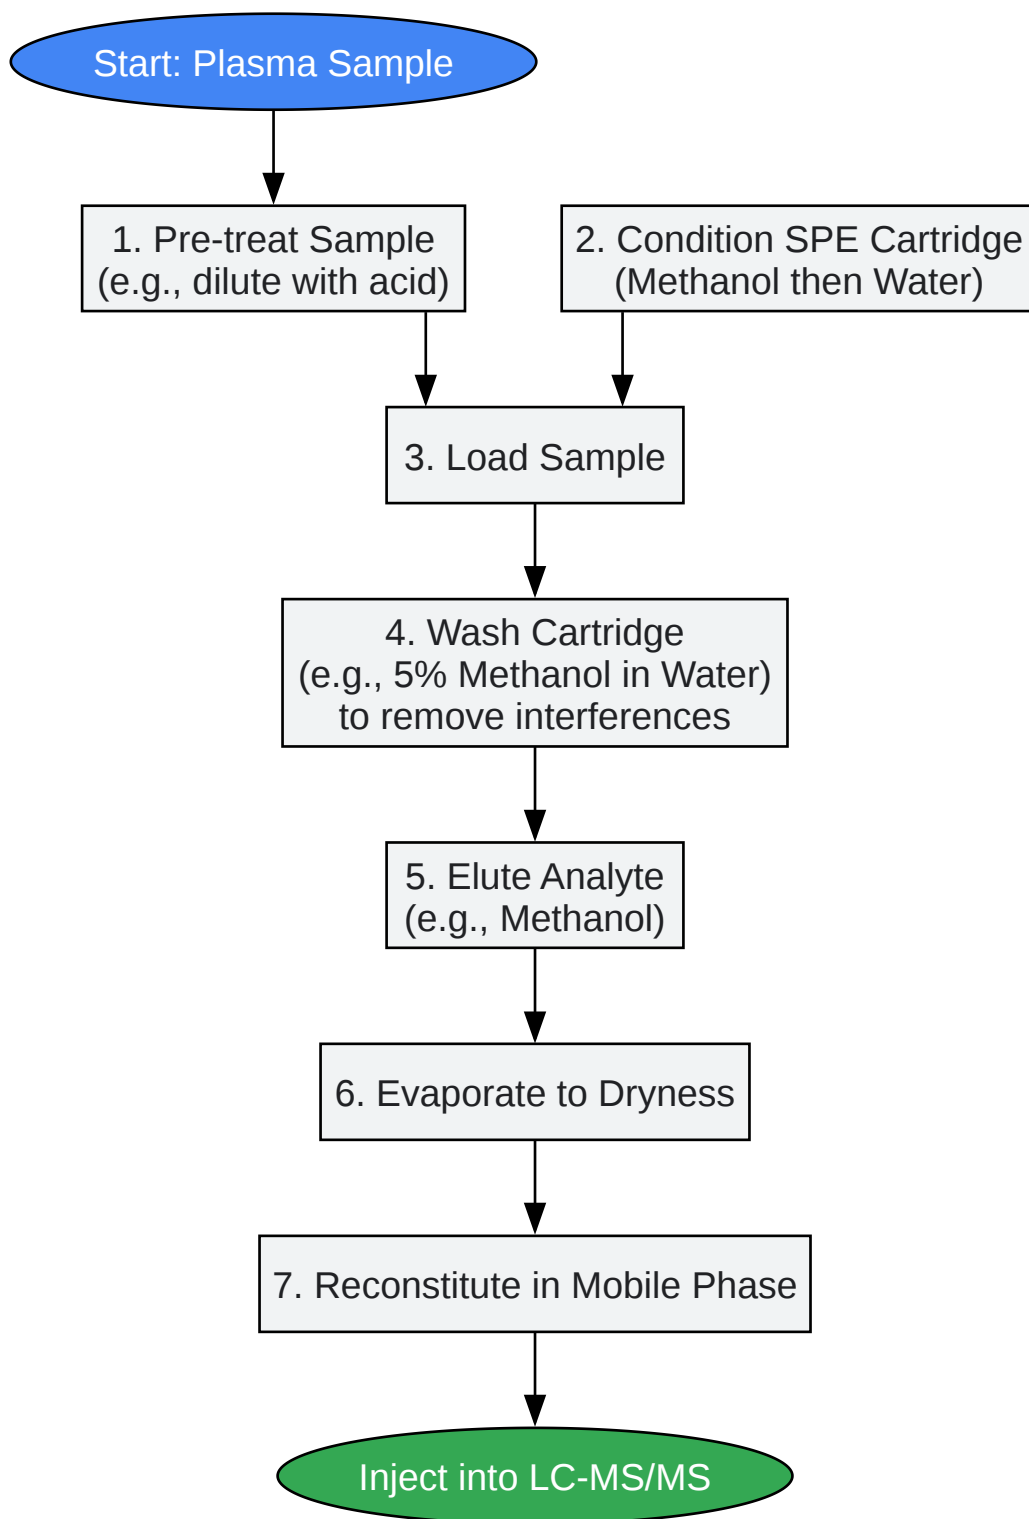 Start: Plasma Sample
1. Pre-treat Sample
(e.g., dilute with acid)
2. Condition SPE Cartridge
(Methanol then Water)
3. Load Sample
4. Wash Cartridge
(e.g., 5% Methanol in Water)
to remove interferences
5. Elute Analyte
(e.g., Methanol)
6. Evaporate to Dryness
7. Reconstitute in Mobile Phase
Inject into LC-MS/MS